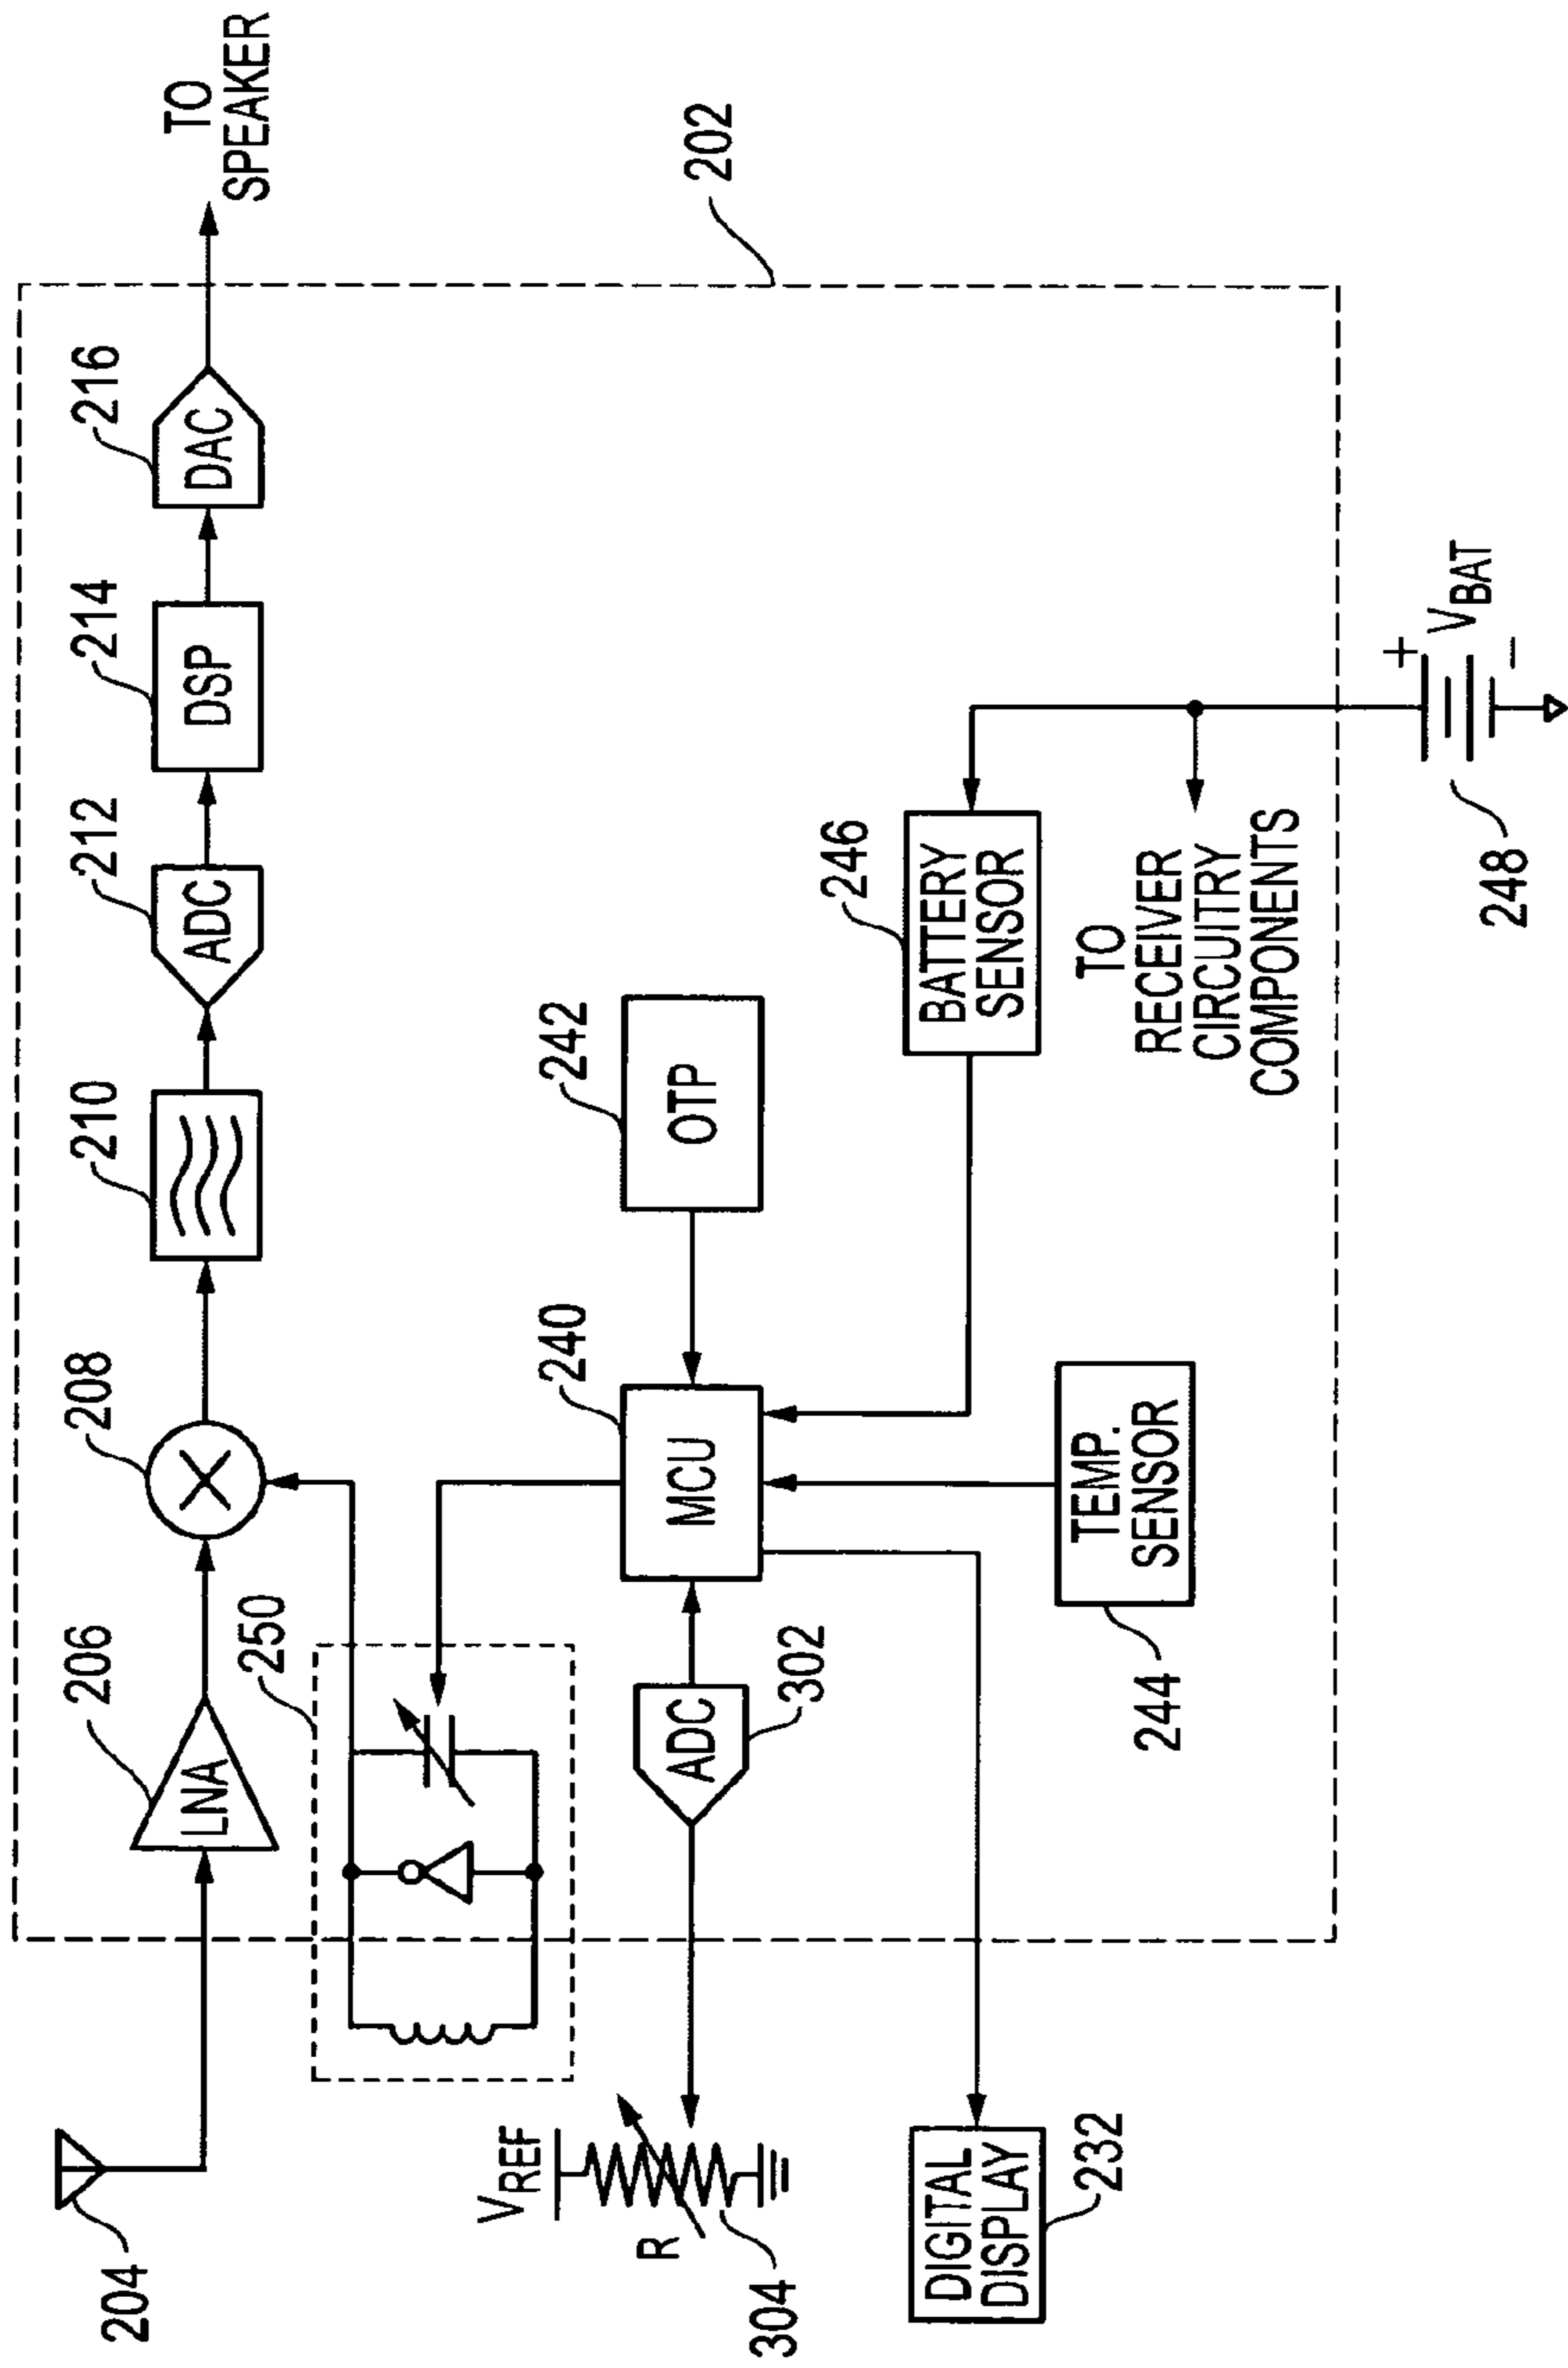 TO
SPEAKER
202
216
DAC
214
DSP
212
ADC
210
208
206
LNA
204
250
240
MCU
242
OTP
246
BATTERY
SENSOR
TO
RECEIVER
CIRCUITRY
COMPONENTS
+
VBAT
−
248
TEMP.
SENSOR
244
ADC
302
VREF
R
304
DIGITAL
DISPLAY
232